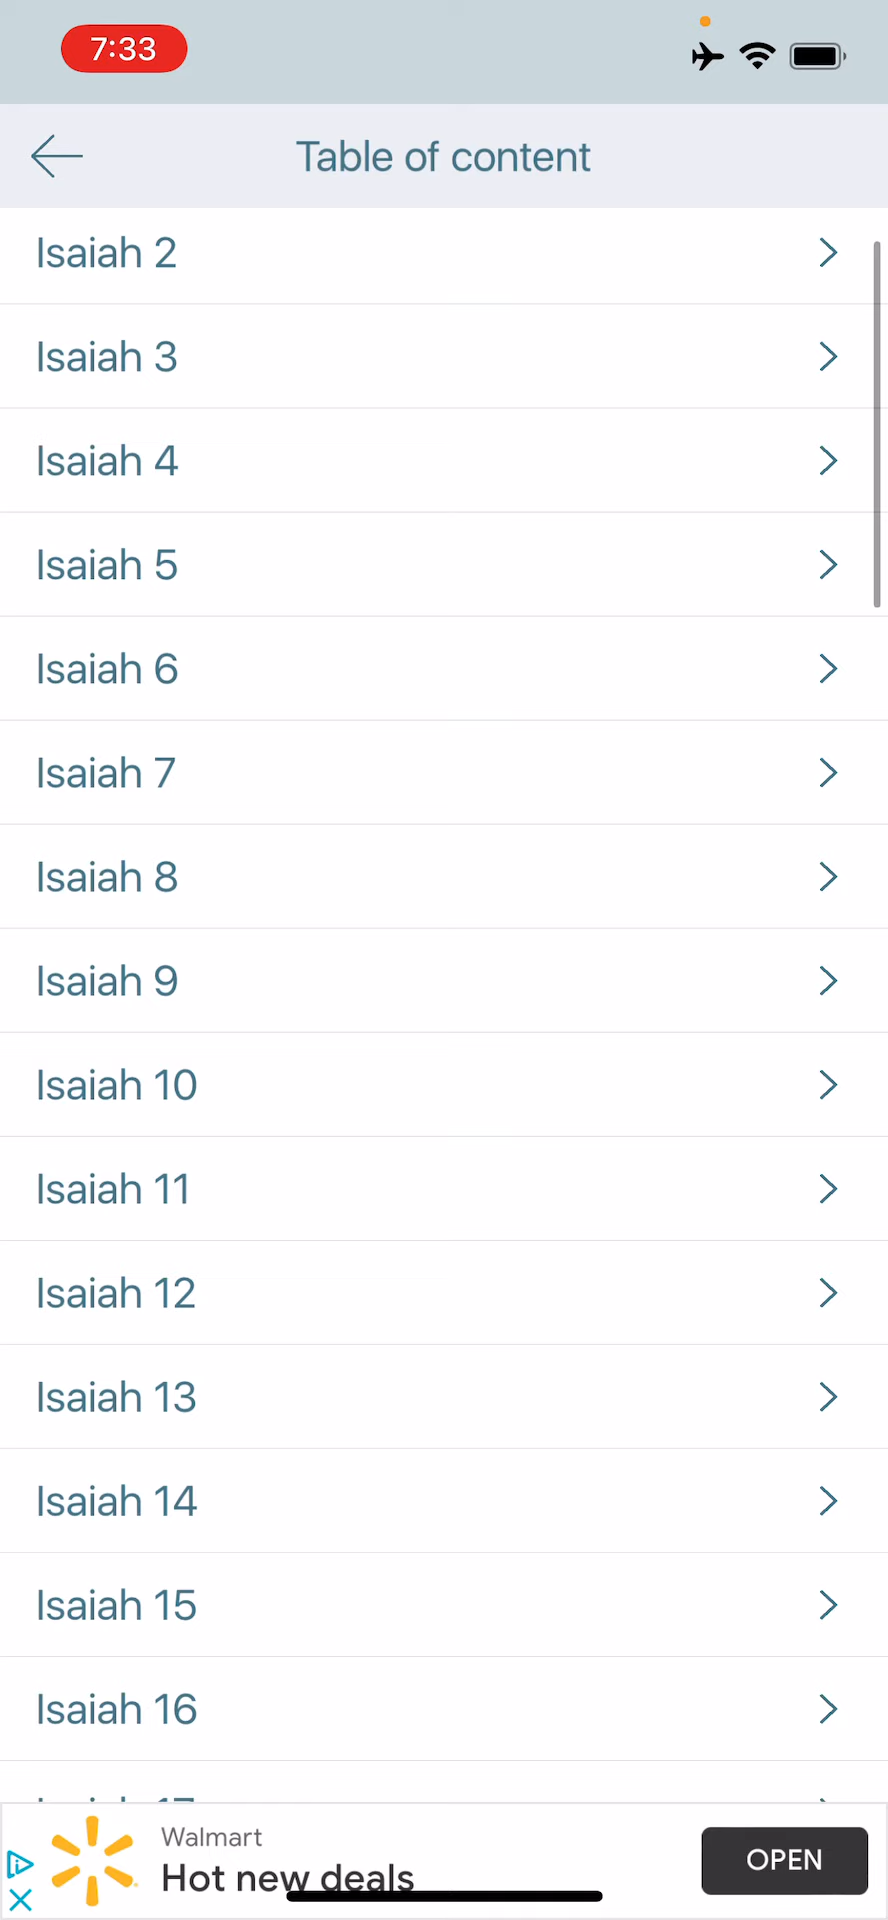 7:33
Table of content
Isaiah 2
Isaiah 3
Isaiah 4
Isaiah 5
Isaiah 6
Isaiah 7
Isaiah 8
Isaiah 9
Isaiah 10
Isaiah 11
Isaiah 12
Isaiah 13
Isaiah 14
Isaiah 15
Isaiah 16
Walmart
Hot new deals
OPEN